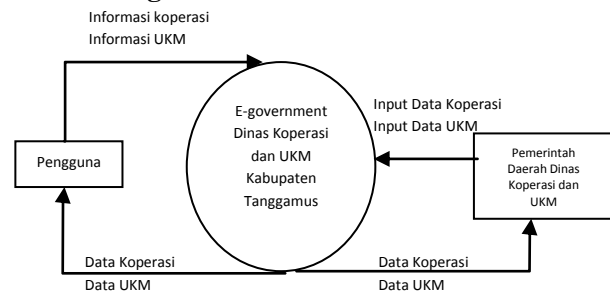 Informasi koperasi
Informasi UKM
E-government
Dinas Koperasi
dan UKM
Kabupaten
Tanggamus
Input Data Koperasi
Input Data UKM
Pengguna
Pemerintah
Daerah Dinas
Koperasi dan
UKM
Data Koperasi
Data UKM
Data Koperasi
Data UKM